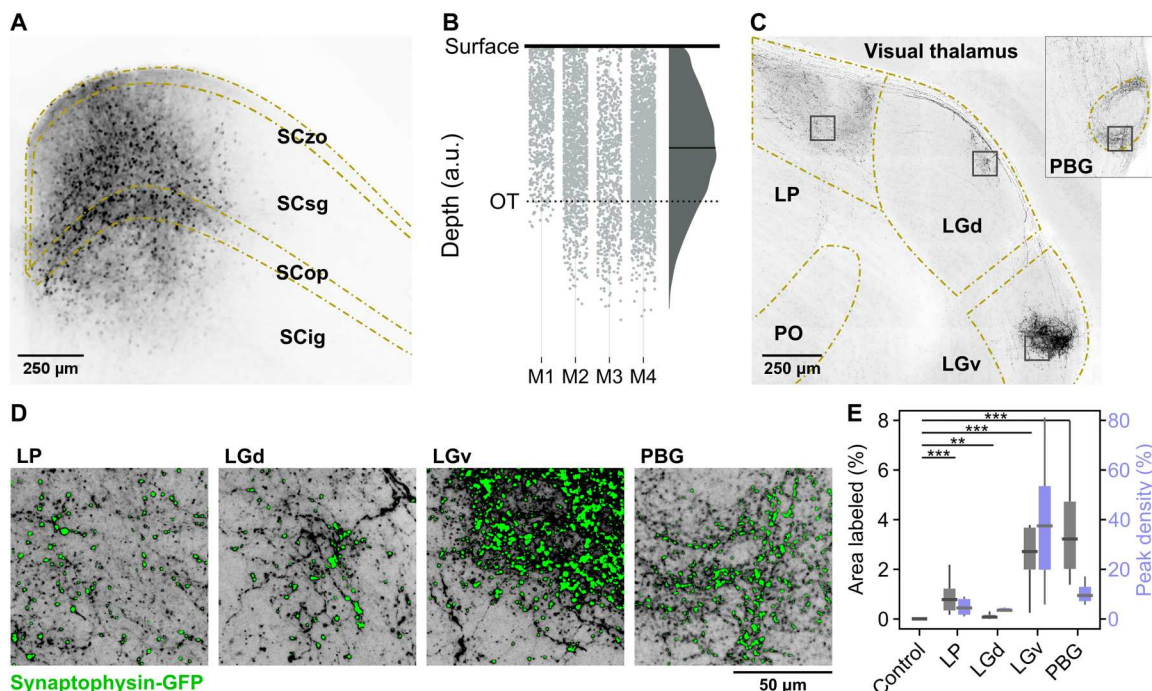 A
SCzo
SCsg
SCop
SCig
250 µm
B
Surface
Depth (a.u.)
OT
M1 M2 M3 M4
C
Visual thalamus
PBG
LP
LGd
PO
LGv
250 µm
D
LP LGd LGv PBG
Synaptophysin-GFP
50 µm
E
***
***
**
***
Area labeled (%)
8
6
4
2
0
Peak density (%)
80
60
40
20
0
Control LP LGd LGv PBG